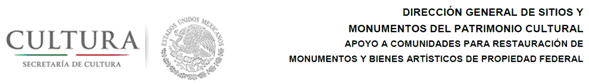 CULTURA
SECRETARÍA DE CULTURA
ESTADOS UNIDOS MEXICANOS
DIRECCIÓN GENERAL DE SITIOS Y
MONUMENTOS DEL PATRIMONIO CULTURAL
APOYO A COMUNIDADES PARA RESTAURACIÓN DE
MONUMENTOS Y BIENES ARTÍSTICOS DE PROPIEDAD FEDERAL